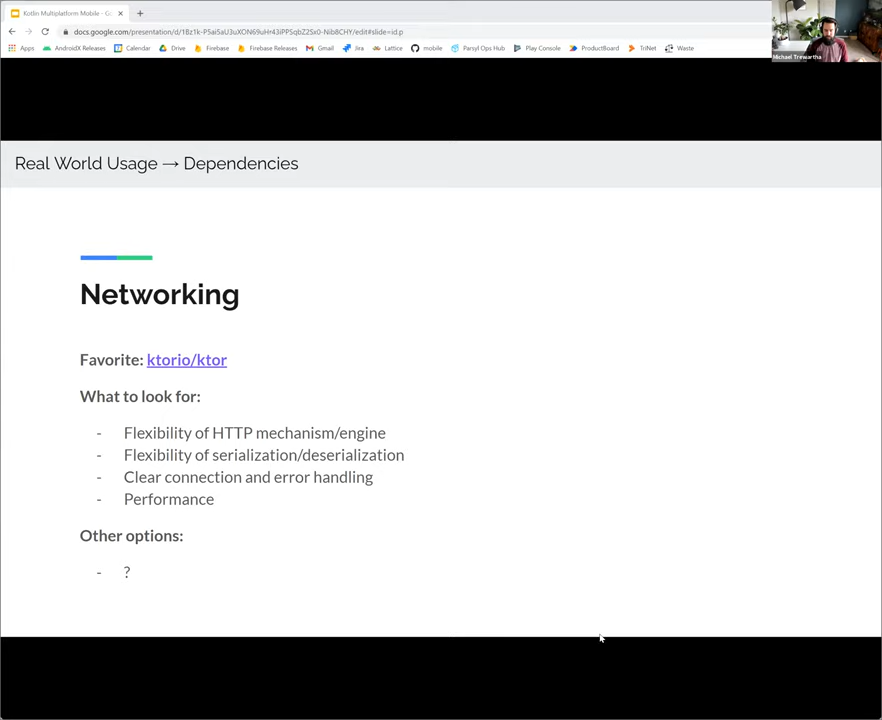 Kotlin Multiplatform Mobile - Go
docs.google.com/presentation/d/18z1k-P5ai5aU3uXON69uHr43iPPSqbZ2Sx0-Nib8CHY/edit#slide=id.p
Apps AndroidX Releases Calendar Drive Firebase Firebase Releases Gmail Jira Lattice mobile Parsyl Ops Hub Play Console ProductBoard TriNet Waste
Michael Trewartha
Real World Usage → Dependencies
Networking
Favorite: ktorio/ktor
What to look for:
- Flexibility of HTTP mechanism/engine
- Flexibility of serialization/deserialization
- Clear connection and error handling
- Performance
Other options:
- ?